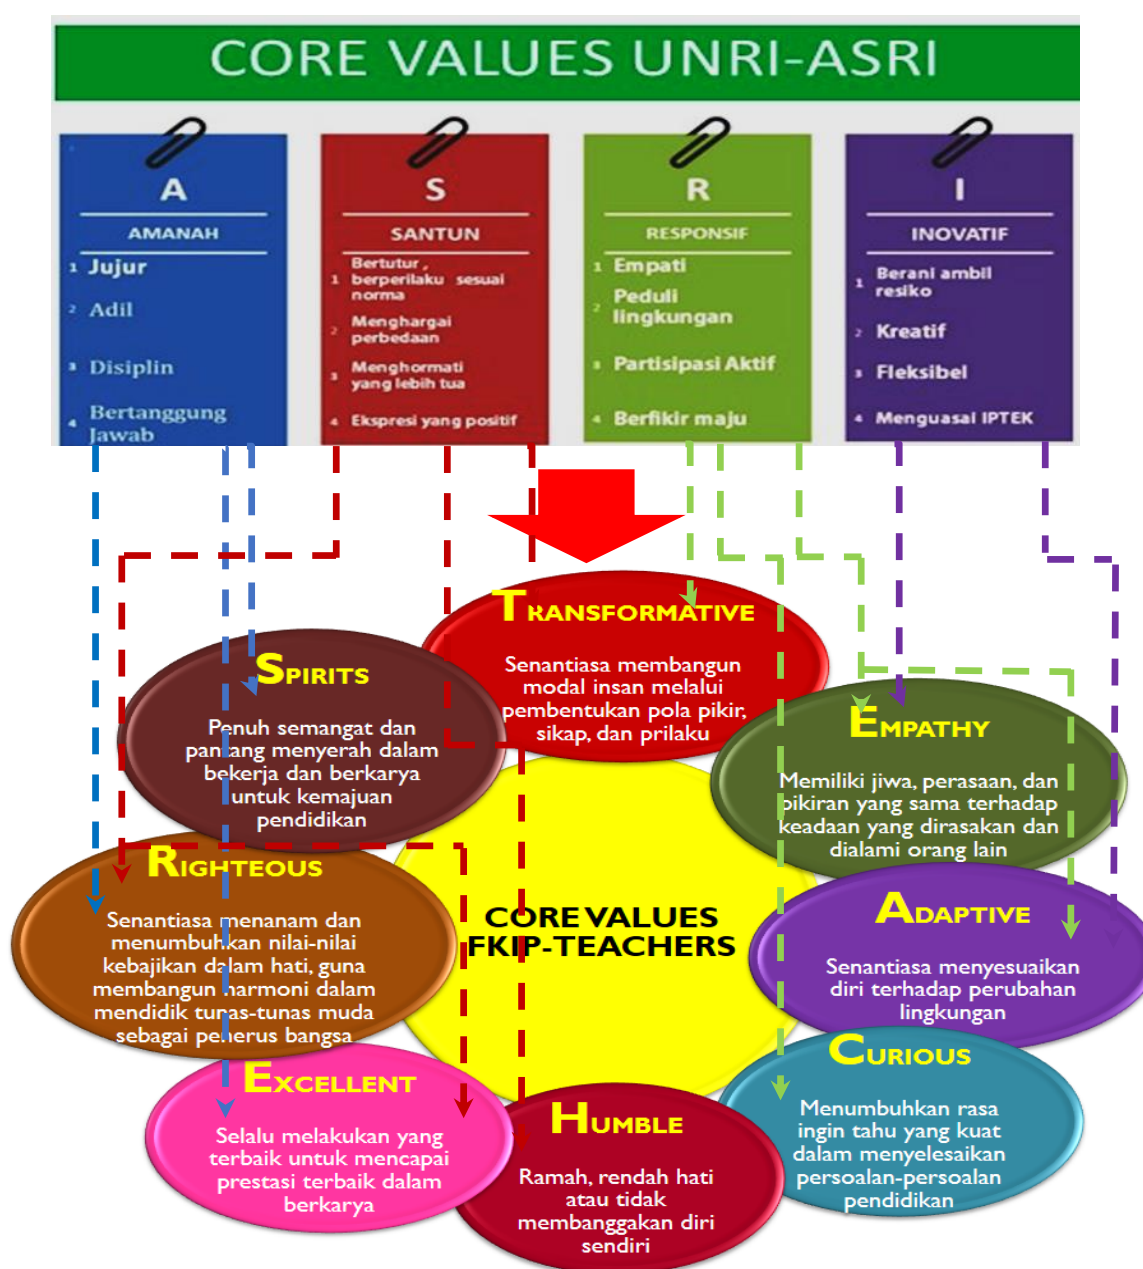 CORE VALUES UNRI-ASRI
A
AMANAH
1 Jujur
2 Adil
3 Disiplin
4 Bertanggung
Jawab
S
SANTUN
Bertutur ,
1 berperilaku sesuai
norma
2 Menghargai
perbedaan
3 Menghormati
yang lebih tua
4 Ekspresi yang positif
R
RESPONSIF
1 Empati
2 Peduli
lingkungan
3 Partisipasi Aktif
4 Berfikir maju
I
INOVATIF
1 Berani ambil
resiko
2 Kreatif
3 Fleksibel
4 Menguasai IPTEK
TRANSFORMATIVE
Senantiasa membangun
modal insan melalui
pembentukan pola pikir,
sikap, dan prilaku
SPIRITS
Penuh semangat dan
pantang menyerah dalam
bekerja dan berkarya
untuk kemajuan
pendidikan
EMPATHY
Memiliki jiwa, perasaan, dan
pikiran yang sama terhadap
keadaan yang dirasakan dan
dialami orang lain
RIGHTEOUS
Senantiasa menanam dan
menumbuhkan nilai-nilai
kebajikan dalam hati, guna
membangun harmoni dalam
mendidik tunas-tunas muda
sebagai penerus bangsa
CORE VALUES
FKIP-TEACHERS
ADAPTIVE
Senantiasa menyesuaikan
diri terhadap perubahan
lingkungan
EXCELLENT
Selalu melakukan yang
terbaik untuk mencapai
prestasi terbaik dalam
berkarya
HUMBLE
Ramah, rendah hati
atau tidak
membanggakan diri
sendiri
CURIOUS
Menumbuhkan rasa
ingin tahu yang kuat
dalam menyelesaikan
persoalan-persoalan
pendidikan